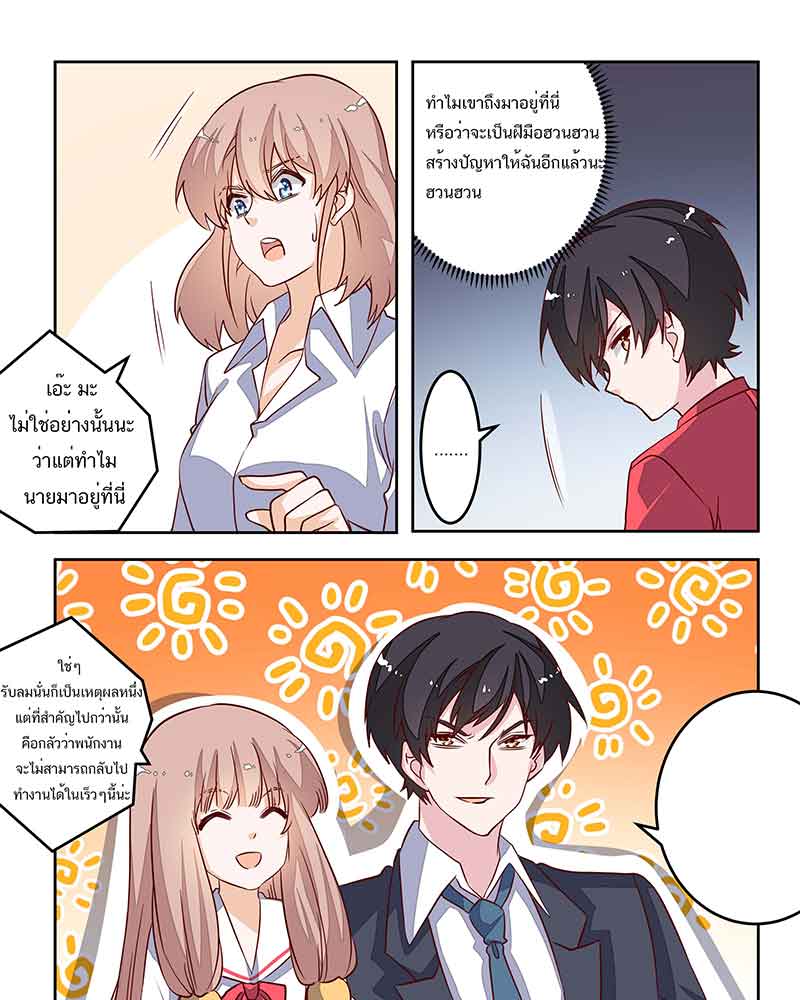 เอ๊ะ มะ
ไม่ใช่อย่างนั้นนะ
ว่าแต่ทำไม
นายมาอยู่ที่นี่
ทำไมเขาถึงมาอยู่ที่นี่
หรือว่าจะเป็นฝีมือฮวนฮวน
สร้างปัญหาให้ฉันอีกแล้วนะ
ฮวนฮวน
.......
ใช่ๆ
รับลมนั่นก็เป็นเหตุผลหนึ่ง
แต่ที่สำคัญไปกว่านั้น
คือกลัวว่าพนักงาน
จะไม่สามารถกลับไป
ทำงานได้ในเร็วๆนี้น่ะ